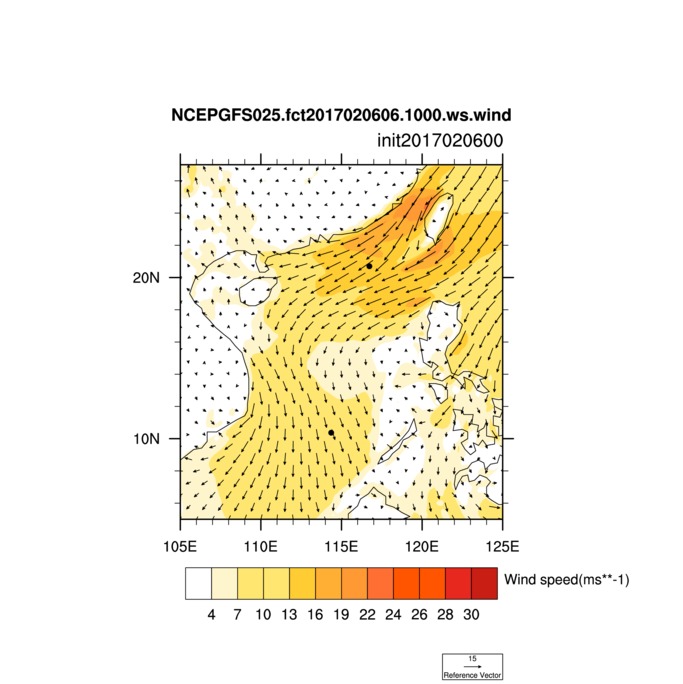 NCEPGFS025.fct2017020606.1000.ws.wind
init2017020600
20N
10N
105E 110E 115E 120E 125E
Wind speed(ms**-1)
4 7 10 13 16 19 22 24 26 28 30
15
Reference Vector